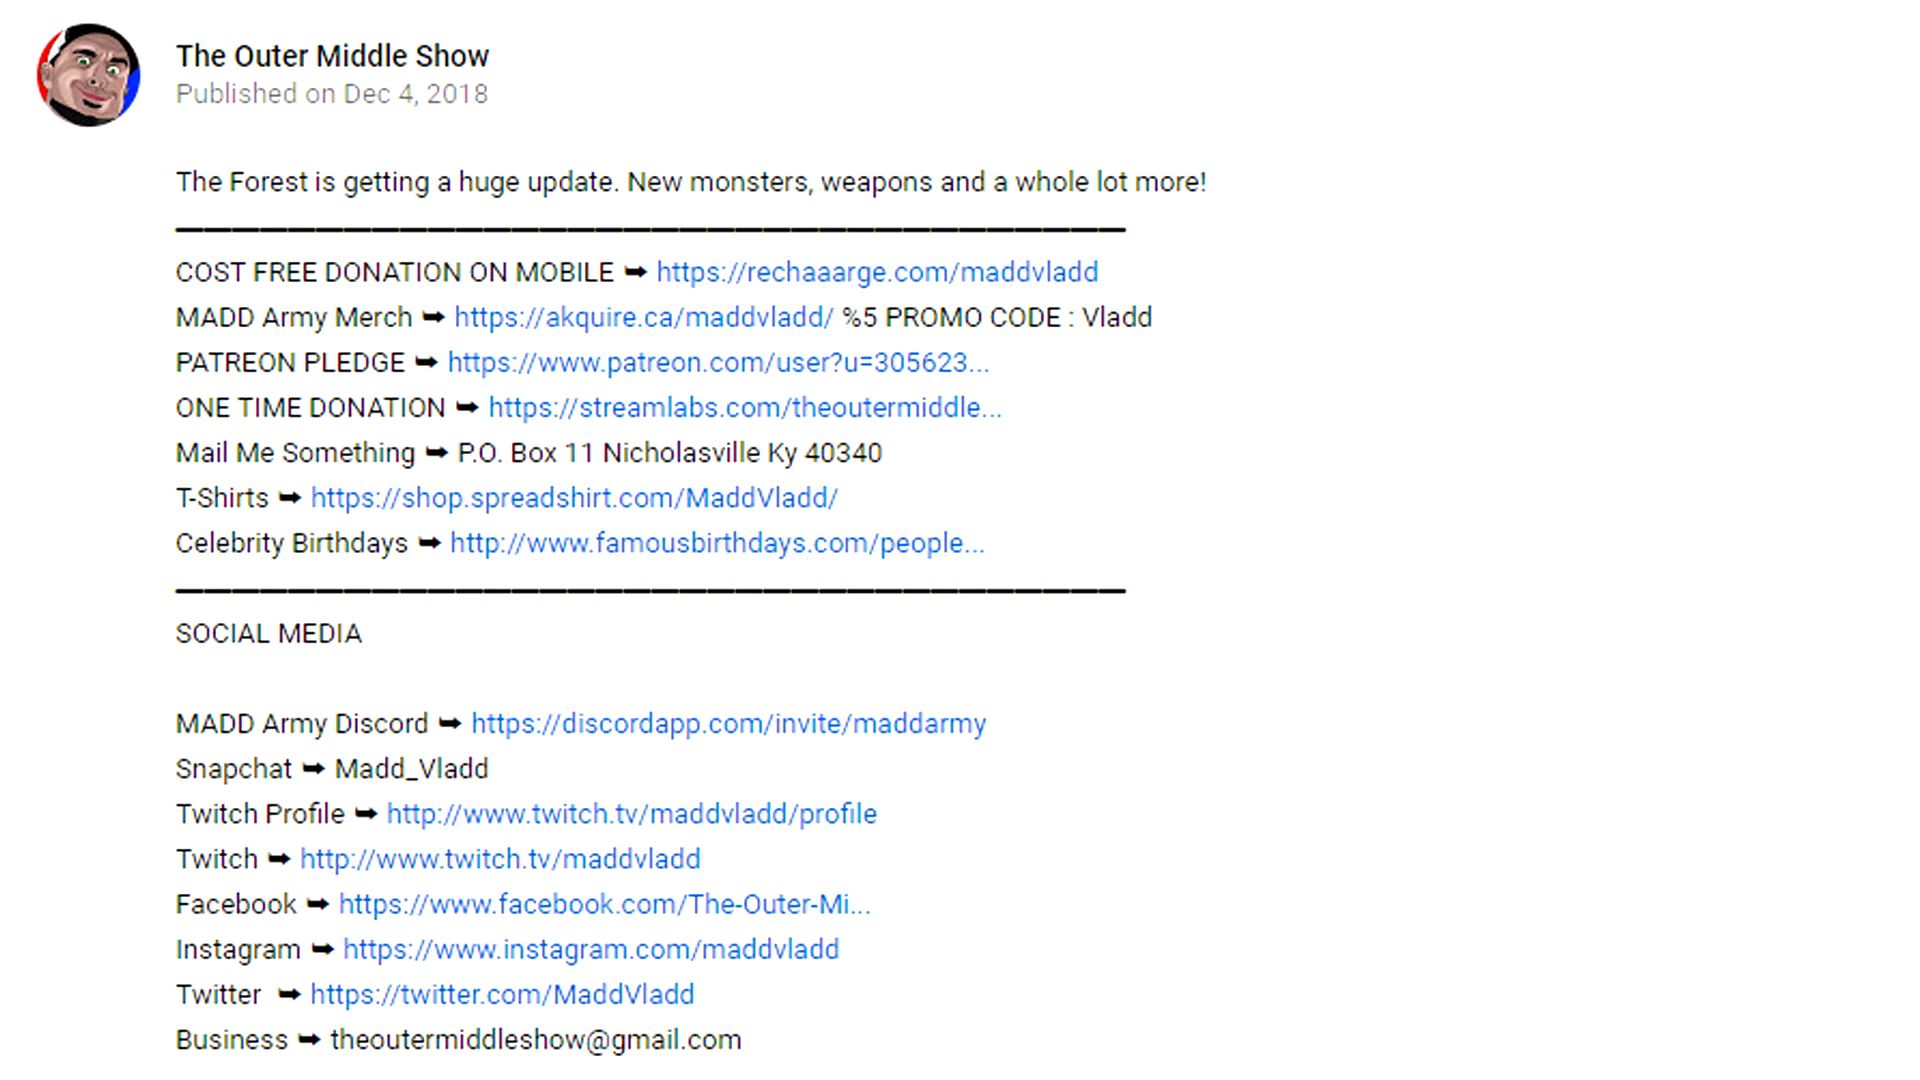 The Outer Middle Show
Published on Dec 4, 2018
The Forest is getting a huge update. New monsters, weapons and a whole lot more!
COST FREE DONATION ON MOBILE ➥ https://rechaaarge.com/maddvladd
MADD Army Merch ➥ https://akquire.ca/maddvladd/ %5 PROMO CODE : Vladd
PATREON PLEDGE ➥ https://www.patreon.com/user?u=305623...
ONE TIME DONATION ➥ https://streamlabs.com/theoutermiddle...
Mail Me Something ➥ P.O. Box 11 Nicholasville Ky 40340
T-Shirts ➥ https://shop.spreadshirt.com/MaddVladd/
Celebrity Birthdays ➥ http://www.famousbirthdays.com/people...
SOCIAL MEDIA
MADD Army Discord ➥ https://discordapp.com/invite/maddarmy
Snapchat ➥ Madd_Vladd
Twitch Profile ➥ http://www.twitch.tv/maddvladd/profile
Twitch ➥ http://www.twitch.tv/maddvladd
Facebook ➥ https://www.facebook.com/The-Outer-Mi...
Instagram ➥ https://www.instagram.com/maddvladd
Twitter ➥ https://twitter.com/MaddVladd
Business ➥ theoutermiddleshow@gmail.com